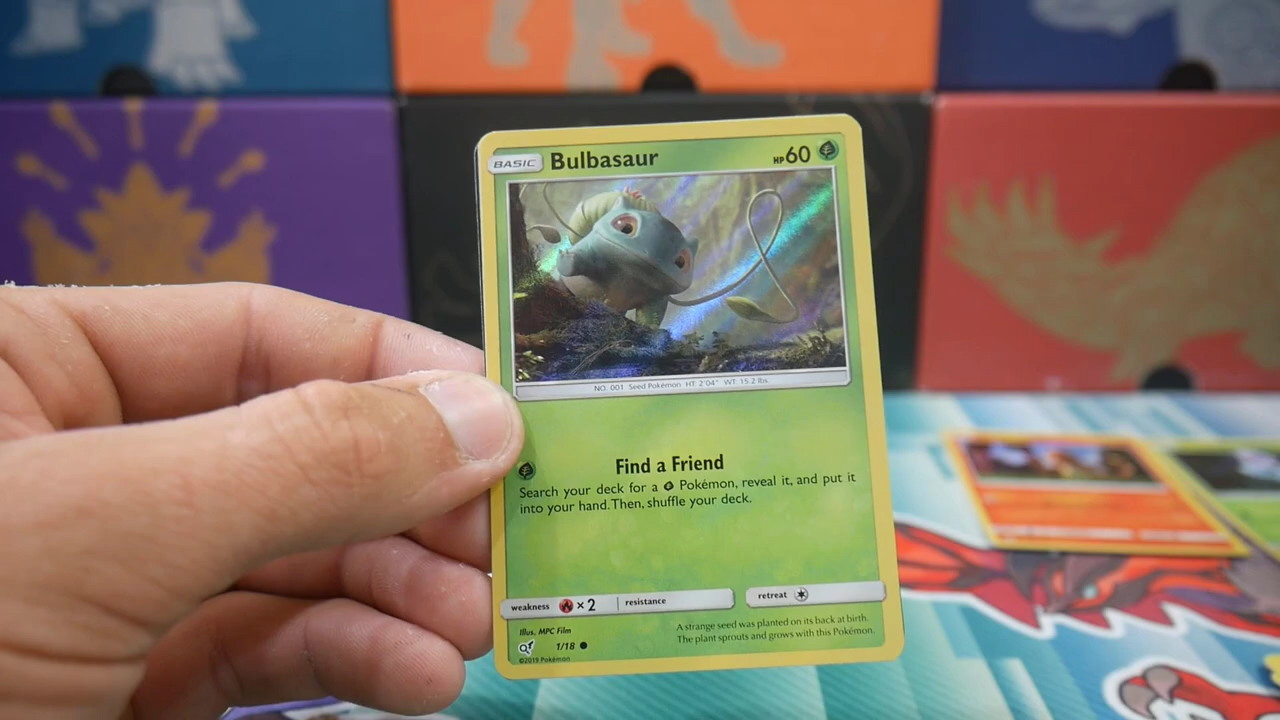 BASIC Bulbasaur HP60
NO. 001 Seed Pokémon HT: 2'04" WT: 15.2 lbs.
Find a Friend
Search your deck for a Pokémon, reveal it, and put it
into your hand. Then, shuffle your deck.
weakness ×2 resistance retreat
A strange seed was planted on its back at birth.
The plant sprouts and grows with this Pokémon.
Illus. MPC Film
1/18
©2019 Pokémon